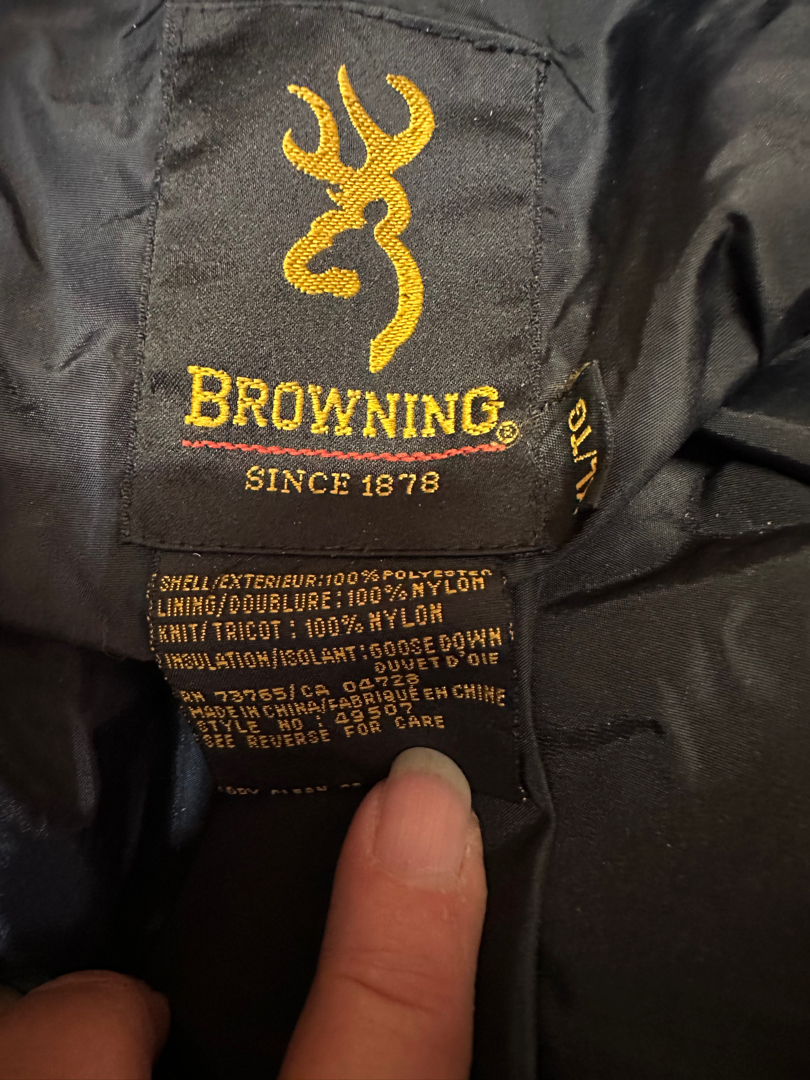 BROWNING®
SINCE 1878
XL/TG
SHELL/EXTERIEUR:100%POLYESTER
LINING/DOUBLURE:100%NYLON
KNIT/TRICOT:100% NYLON
INSULATION/ISOLANT:GOOSE DOWN
DUVET D'OIE
RN 73765/CA 04728
MADE IN CHINA/FABRIQUÉ EN CHINE
STYLE NO : 49507
SEE REVERSE FOR CARE